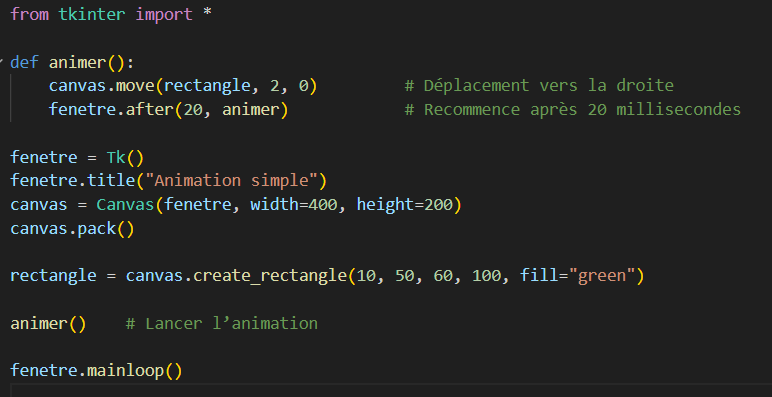 from tkinter import *
def animer():
    canvas.move(rectangle, 2, 0)         # Déplacement vers la droite
    fenetre.after(20, animer)            # Recommence après 20 millisecondes
fenetre = Tk()
fenetre.title("Animation simple")
canvas = Canvas(fenetre, width=400, height=200)
canvas.pack()
rectangle = canvas.create_rectangle(10, 50, 60, 100, fill="green")
animer()    # Lancer l’animation
fenetre.mainloop()